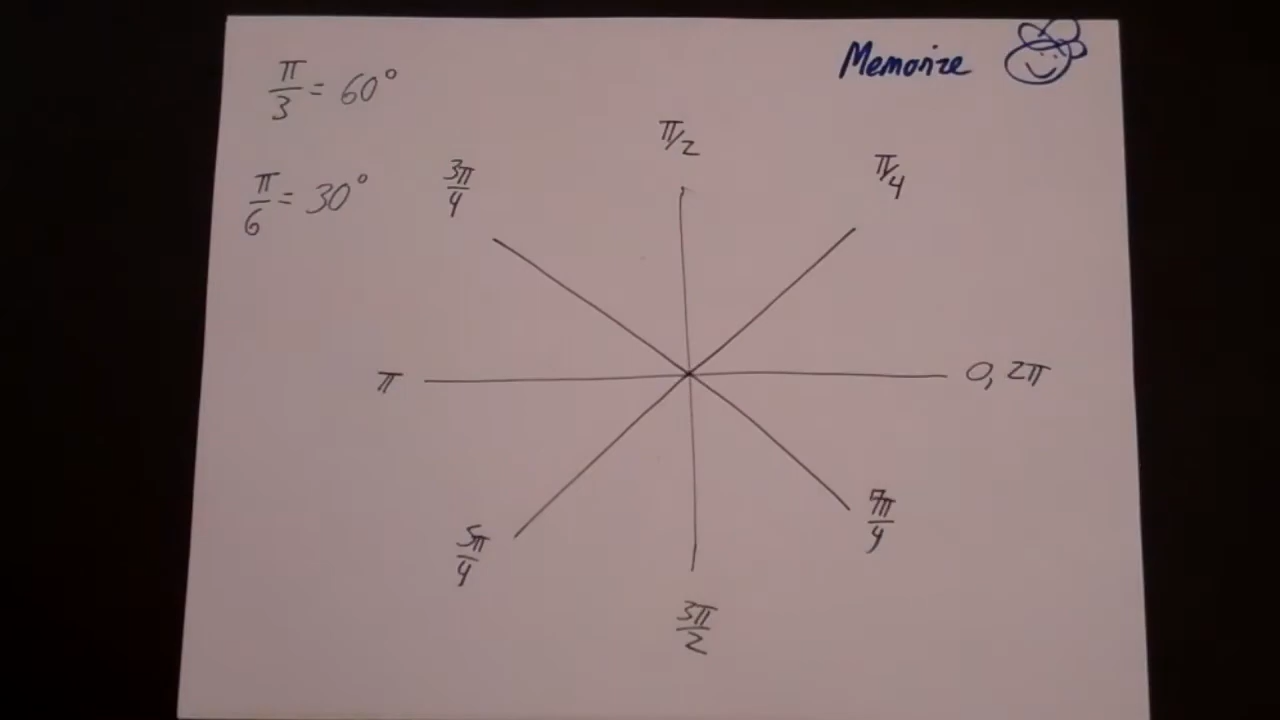 Memorize
π/3 = 60°
π/6 = 30°
π/2
π/4
3π/4
π
0, 2π
5π/4
7π/4
3π/2